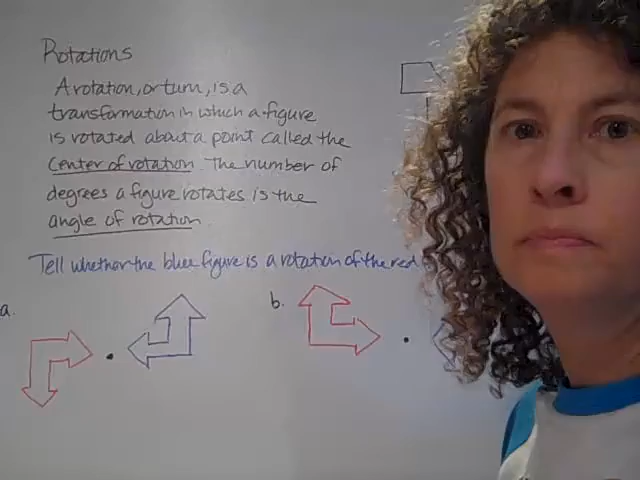 Rotations
A rotation, or turn, is a
transformation in which a figure
is rotated about a point called the
center of rotation. The number of
degrees a figure rotates is the
angle of rotation.
Tell whether the blue figure is a rotation of the red
a.
b.